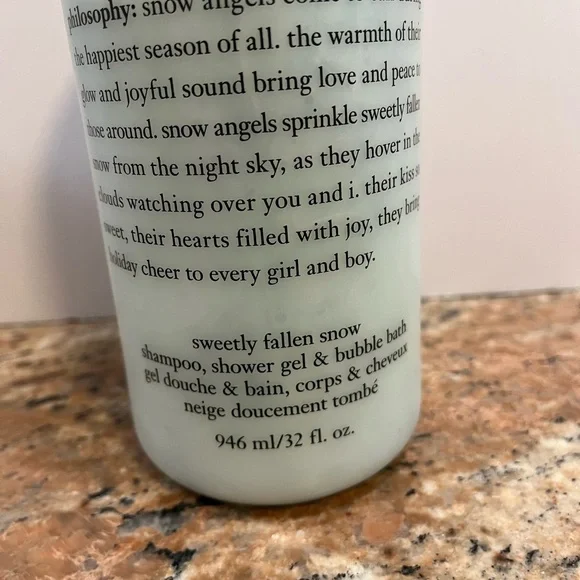 philosophy: snow angels come to
the happiest season of all. the warmth of their
glow and joyful sound bring love and peace
those around. snow angels sprinkle sweetly fallen
snow from the night sky, as they hover in the
clouds watching over you and i. their kiss
sweet, their hearts filled with joy, they bring
holiday cheer to every girl and boy.
sweetly fallen snow
shampoo, shower gel & bubble bath
gel douche & bain, corps & cheveux
neige doucement tombé
946 ml/32 fl. oz.